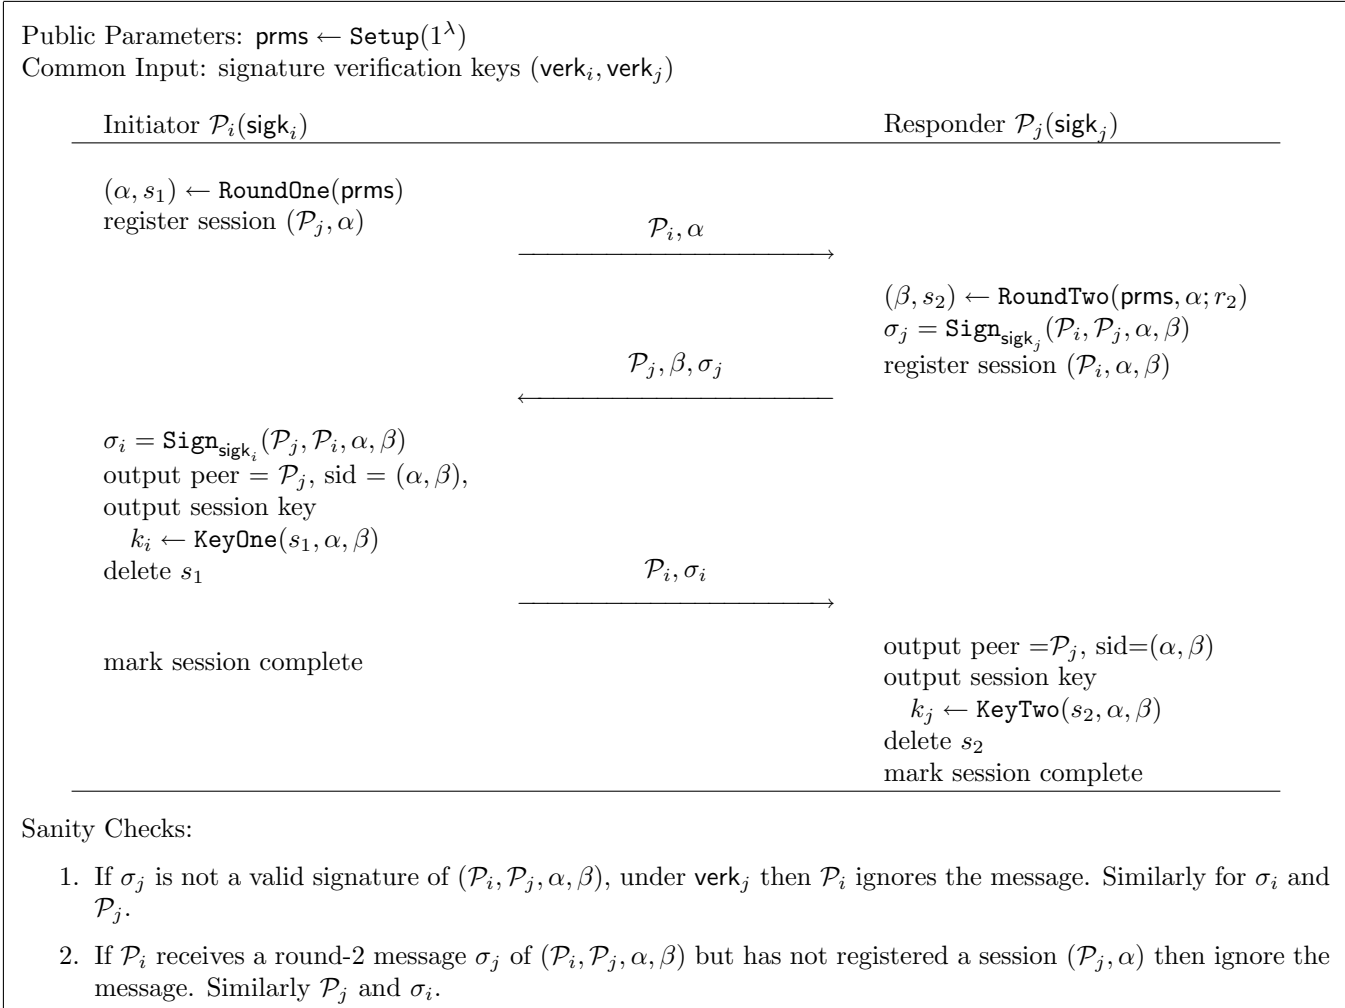 Public Parameters: prms ← Setup(1^λ)
Common Input: signature verification keys (verk_i, verk_j)
Initiator 𝒫_i(sigk_i)
Responder 𝒫_j(sigk_j)
(α, s_1) ← RoundOne(prms)
register session (𝒫_j, α)
𝒫_i, α
(β, s_2) ← RoundTwo(prms, α; r_2)
σ_j = Sign_{sigk_j}(𝒫_i, 𝒫_j, α, β)
register session (𝒫_i, α, β)
𝒫_j, β, σ_j
σ_i = Sign_{sigk_i}(𝒫_j, 𝒫_i, α, β)
output peer = 𝒫_j, sid = (α, β),
output session key
k_i ← KeyOne(s_1, α, β)
delete s_1
𝒫_i, σ_i
mark session complete
output peer =𝒫_j, sid=(α, β)
output session key
k_j ← KeyTwo(s_2, α, β)
delete s_2
mark session complete
Sanity Checks:
1. If σ_j is not a valid signature of (𝒫_i, 𝒫_j, α, β), under verk_j then 𝒫_i ignores the message. Similarly for σ_i and
𝒫_j.
2. If 𝒫_i receives a round-2 message σ_j of (𝒫_i, 𝒫_j, α, β) but has not registered a session (𝒫_j, α) then ignore the
message. Similarly 𝒫_j and σ_i.